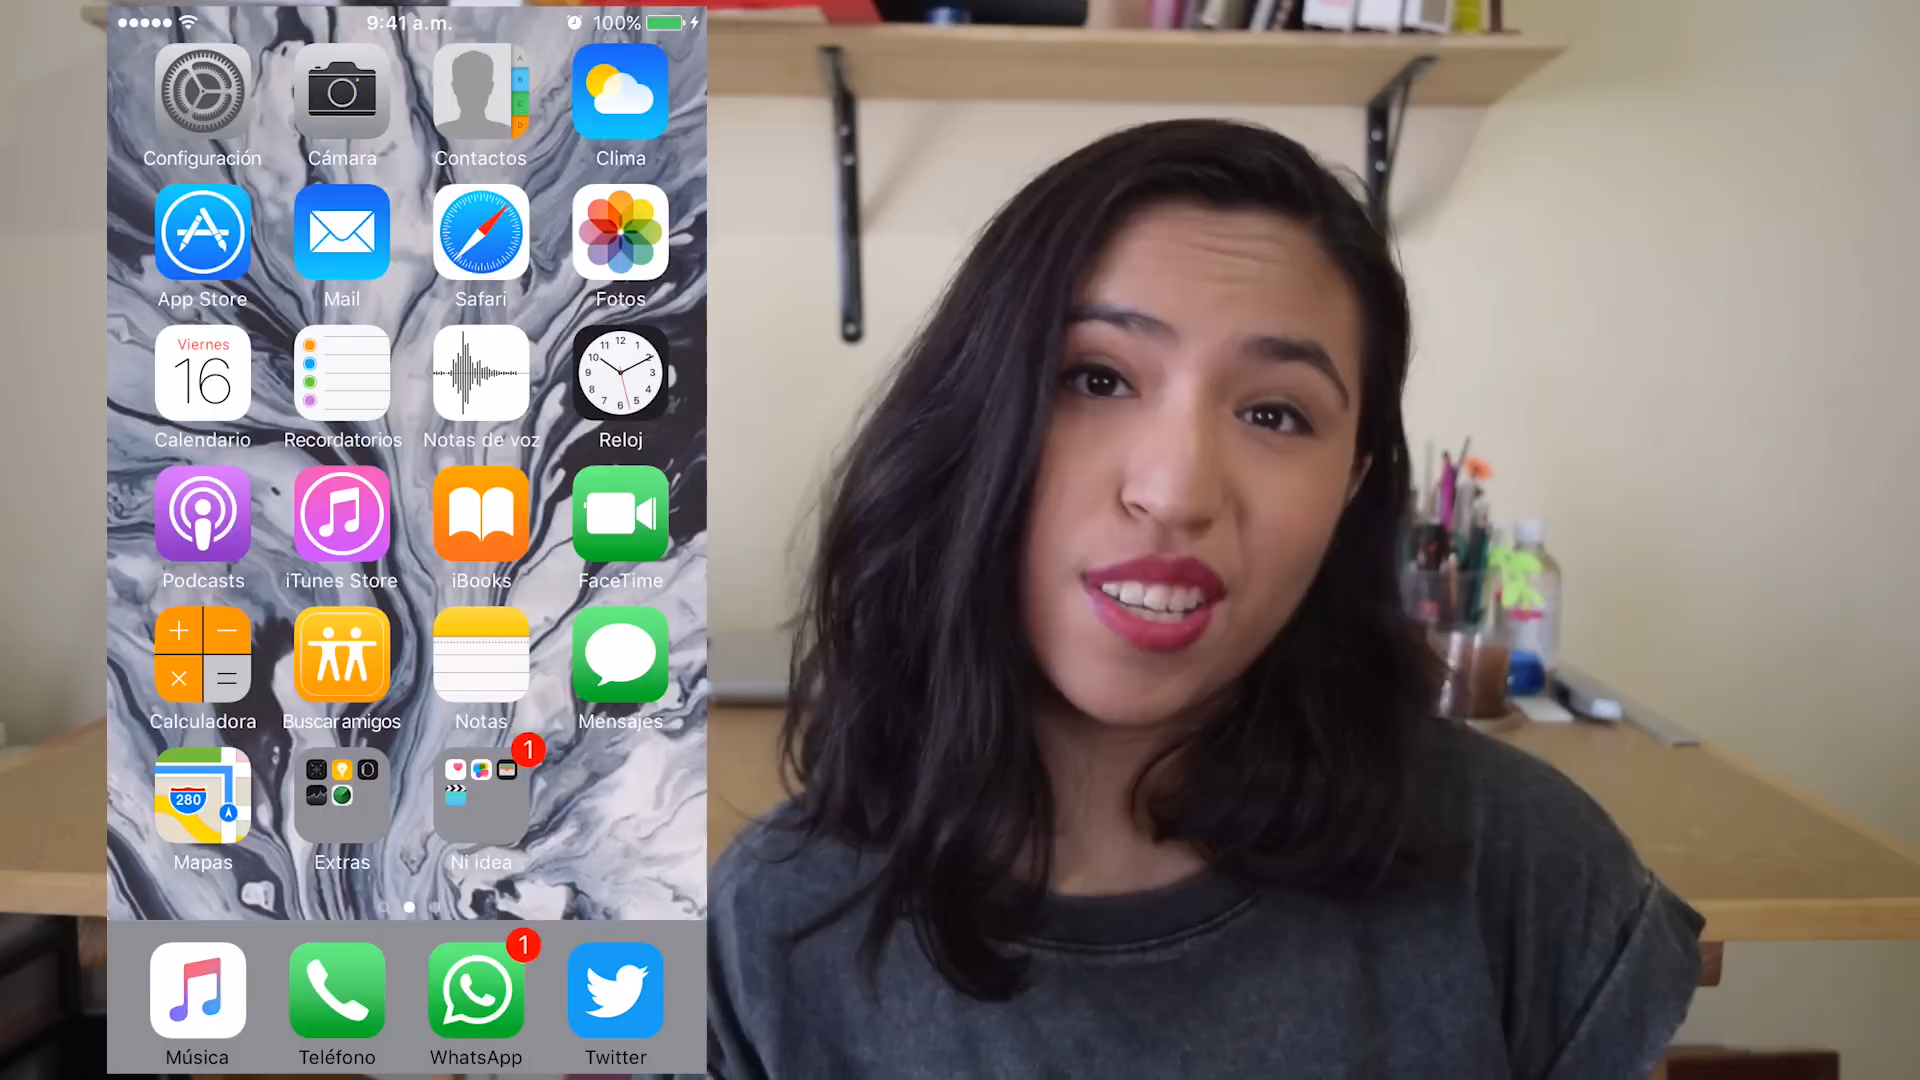 9:41 a.m.
100%
Configuración
Cámara
Contactos
Clima
App Store
Mail
Safari
Fotos
Viernes
16
Calendario
Recordatorios
Notas de voz
Reloj
Podcasts
iTunes Store
iBooks
FaceTime
Calculadora
Buscar amigos
Notas
Mensajes
280
1
Mapas
Extras
Ni idea
1
Música
Teléfono
WhatsApp
Twitter